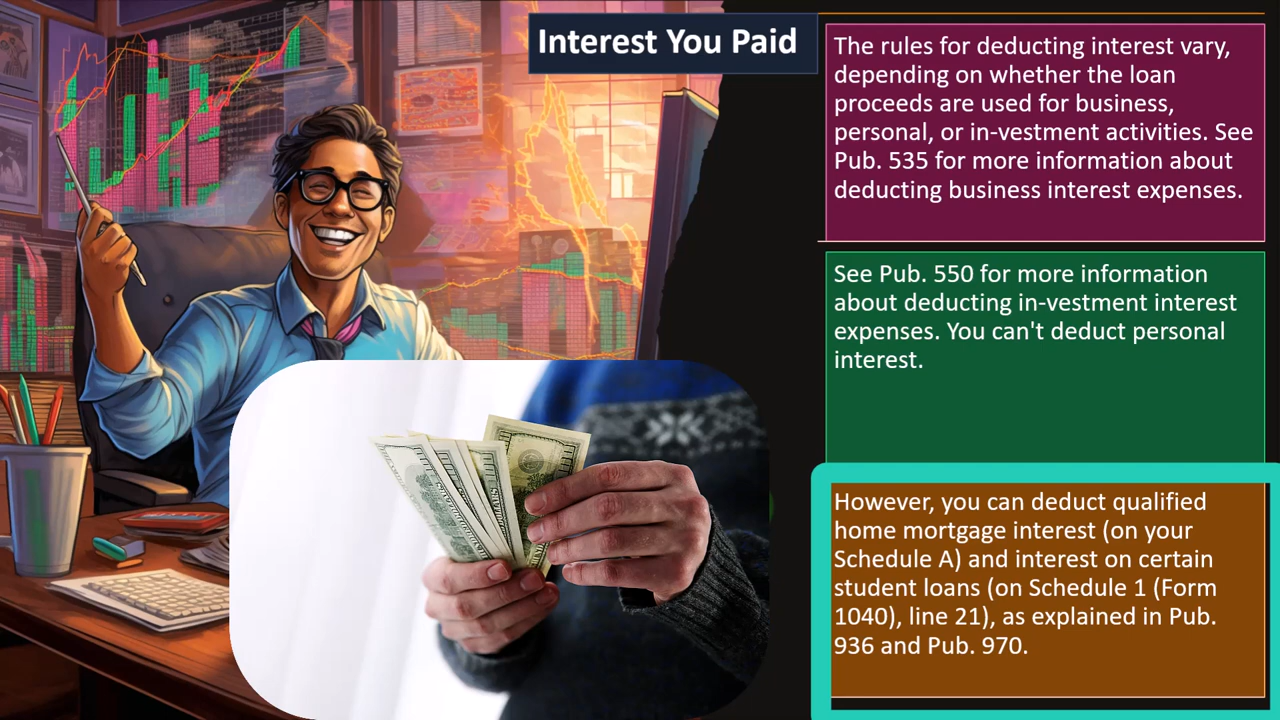 Interest You Paid
The rules for deducting interest vary,
depending on whether the loan
proceeds are used for business,
personal, or in-vestment activities. See
Pub. 535 for more information about
deducting business interest expenses.
See Pub. 550 for more information
about deducting in-vestment interest
expenses. You can't deduct personal
interest.
However, you can deduct qualified
home mortgage interest (on your
Schedule A) and interest on certain
student loans (on Schedule 1 (Form
1040), line 21), as explained in Pub.
936 and Pub. 970.